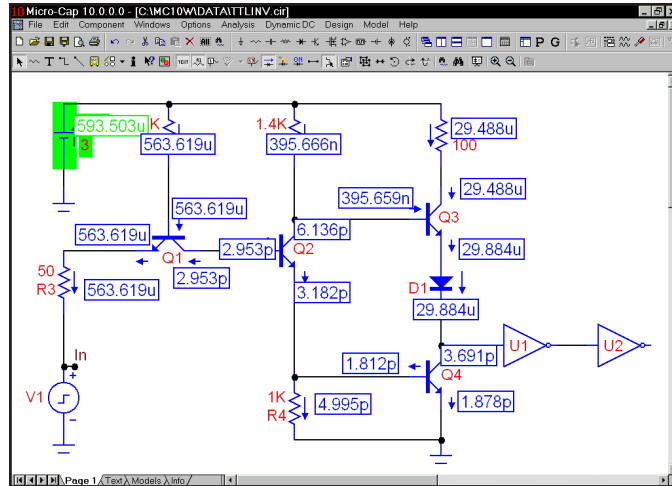 10 Micro-Cap 10.0.0.0 - [C:\MC10W\DATA\TTLINV.cir]
File Edit Component Windows Options Analysis Dynamic DC Design Model Help
T P G
TEXT
593.503u K 1.4K 29.488u
3 563.619u 395.666n 100
29.488u
395.659n Q3
563.619u
563.619u 6.136p
Q1 2.953p Q2 29.884u
50 2.953p
R3 563.619u 3.182p D1
29.884u
In U1 U2
1.812p 3.691p
Q4
V1 1K 4.995p 1.878p
R4
Page 1 Text Models Info